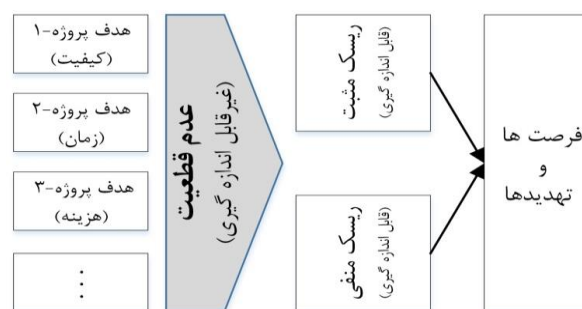 هدف پروژه-۱
(کیفیت)
هدف پروژه-۲
(زمان)
هدف پروژه-۳
(هزینه)
...
عدم قطعیت
(غیرقابل اندازه گیری)
ریسک مثبت
(قابل اندازه گیری)
ریسک منفی
(قابل اندازه گیری)
فرصت ها
و
تهدیدها